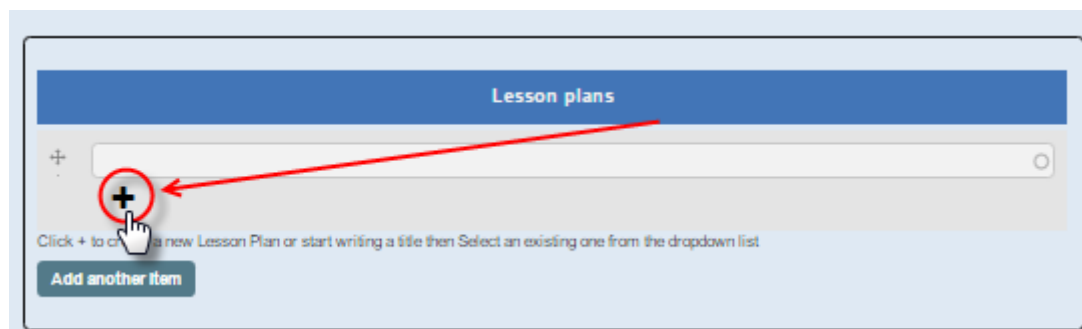 Lesson plans
+
Click + to a new Lesson Plan or start writing a title then Select an existing one from the dropdown list
Add another item